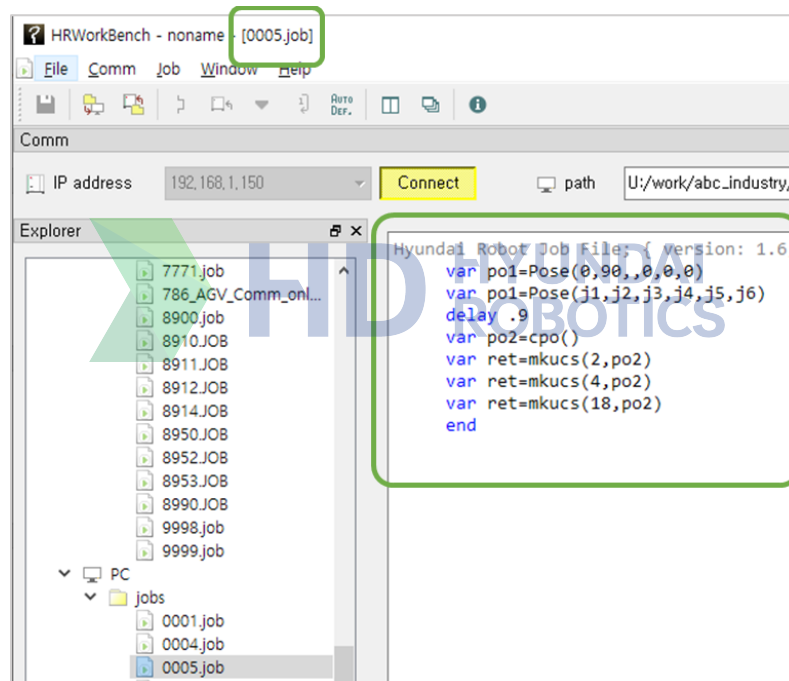 HRWorkBench - noname - [0005.job]
File Comm Job Window Help
AUTO
DEF.
Comm
IP address 192,168,1,150 Connect path U:/work/abc_industry/
Explorer
7771.job
786_AGV_Comm_onl...
8900.job
8910.JOB
8911.JOB
8912.JOB
8914.JOB
8950.JOB
8952.JOB
8953.JOB
8990.JOB
9998.job
9999.job
PC
jobs
0001.job
0004.job
0005.job
Hyundai Robot Job File; { version: 1.6
var po1=Pose(0,90,,0,0,0)
var po1=Pose(j1,j2,j3,j4,j5,j6)
delay .9
var po2=cpo()
var ret=mkucs(2,po2)
var ret=mkucs(4,po2)
var ret=mkucs(18,po2)
end
HD HYUNDAI
ROBOTICS